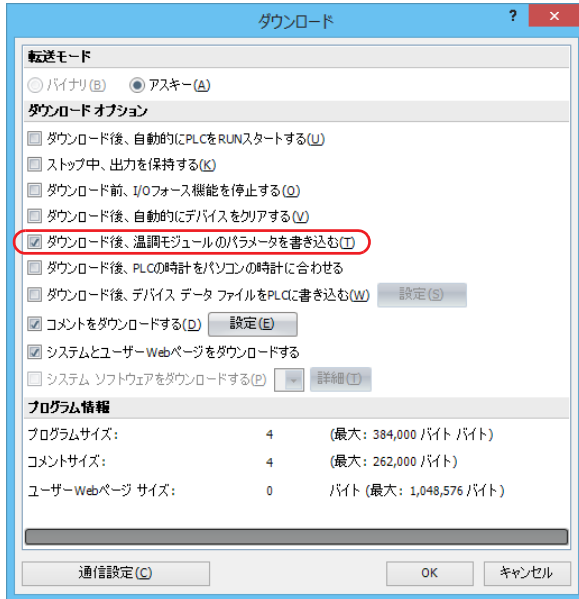 ダウンロード
?
×
転送モード
バイナリ(B) アスキー(A)
ダウンロード オプション
ダウンロード後、自動的にPLCをRUNスタートする(U)
ストップ中、出力を保持する(K)
ダウンロード前、I/Oフォース機能を停止する(O)
ダウンロード後、自動的にデバイスをクリアする(V)
ダウンロード後、温調モジュールのパラメータを書き込む(T)
ダウンロード後、PLCの時計をパソコンの時計に合わせる
ダウンロード後、デバイス データ ファイルをPLCに書き込む(W) 設定(S)
コメントをダウンロードする(D) 設定(E)
システムとユーザーWebページをダウンロードする
システム ソフトウェアをダウンロードする(P) 詳細(T)
プログラム情報
プログラムサイズ: 4 (最大: 384,000 バイト バイト)
コメントサイズ: 4 (最大: 262,000 バイト)
ユーザーWebページ サイズ: 0 バイト (最大: 1,048,576 バイト)
通信設定(C) OK キャンセル